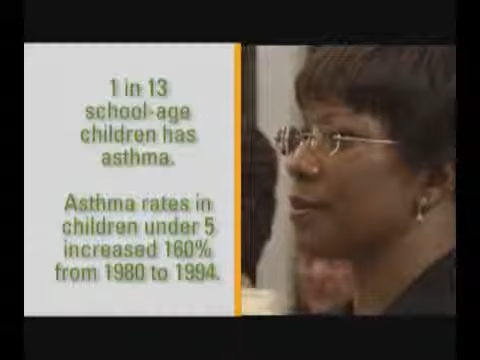 1 in 13
school-age
children has
asthma.
Asthma rates in
children under 5
increased 160%
from 1980 to 1994.